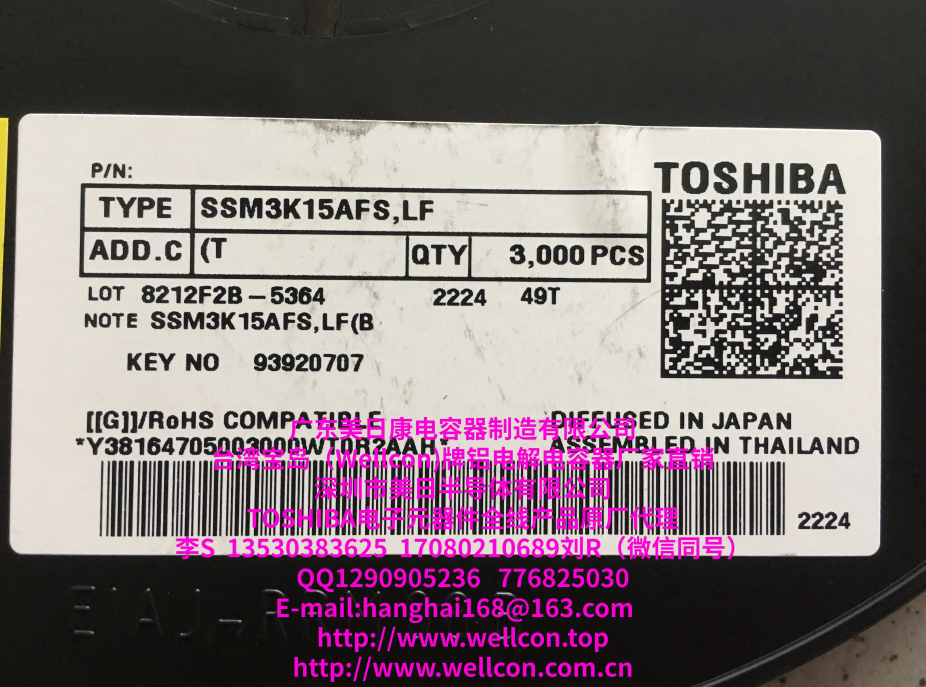 P/N:
TOSHIBA
TYPE SSM3K15AFS,LF
ADD.C (T QTY 3,000 PCS
LOT 8212F2B-5364 2224 49T
NOTE SSM3K15AFS,LF(B
KEY NO 93920707
[[G]]/RoHS COMPATIBLE DIFFUSED IN JAPAN
广东美日康电容器制造有限公司
ASSEMBLED IN THAILAND
台湾宝岛 (Wellcon)牌铝电解电容器厂家直销
深圳市美日半导体有限公司
TOSHIBA电子元器件全线产品原厂代理
2224
李S 13530383625 17080210689刘R（微信同号）
QQ1290905236 776825030
E-mail:hanghai168@163.com
http://www.wellcon.top
http://www.wellcon.com.cn